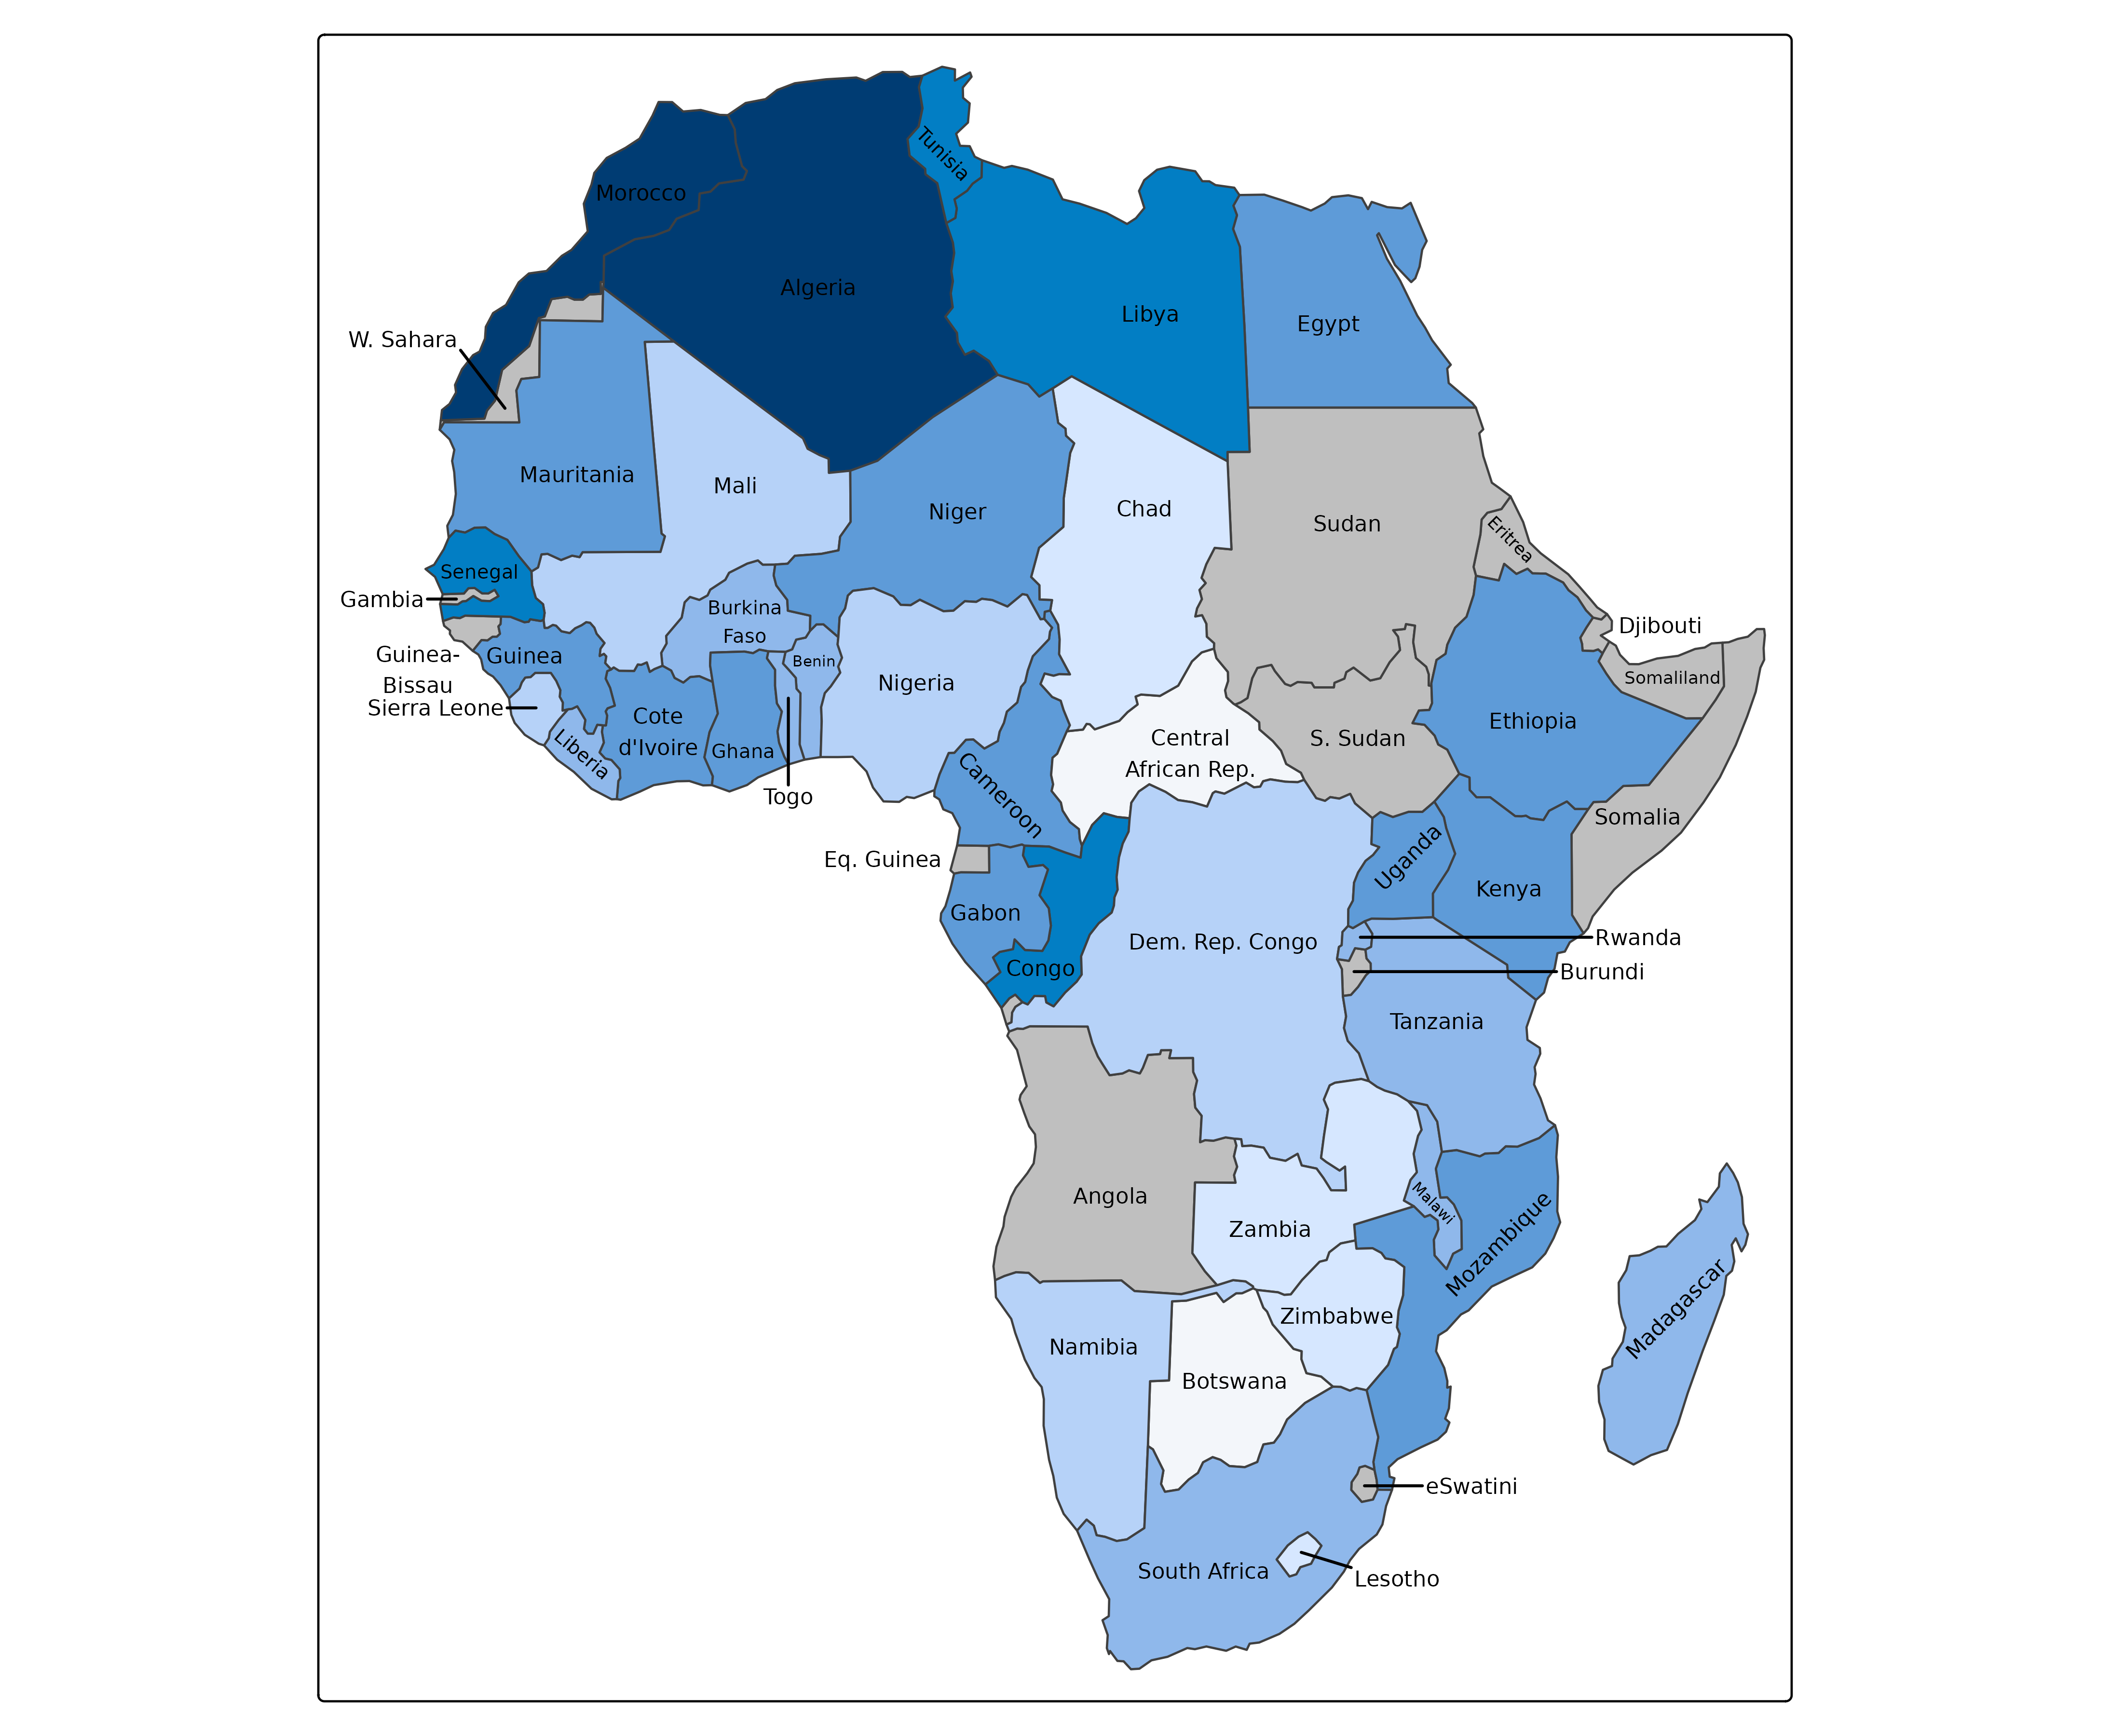 Tunisia
Morocco
Algeria
Libya
Egypt
W. Sahara
Mauritania
Mali
Niger
Chad
Sudan
Eritrea
Senegal
Gambia
Burkina
Faso
Djibouti
Guinea-
Bissau
Guinea
Benin
Somaliland
Nigeria
Sierra Leone
Cote
d'Ivoire
Ghana
Liberia
Togo
Ethiopia
Central
African Rep.
S. Sudan
Cameroon
Somalia
Eq. Guinea
Uganda
Kenya
Gabon
Dem. Rep. Congo
Rwanda
Congo
Burundi
Tanzania
Angola
Malawi
Zambia
Mozambique
Zimbabwe
Madagascar
Namibia
Botswana
eSwatini
South Africa
Lesotho